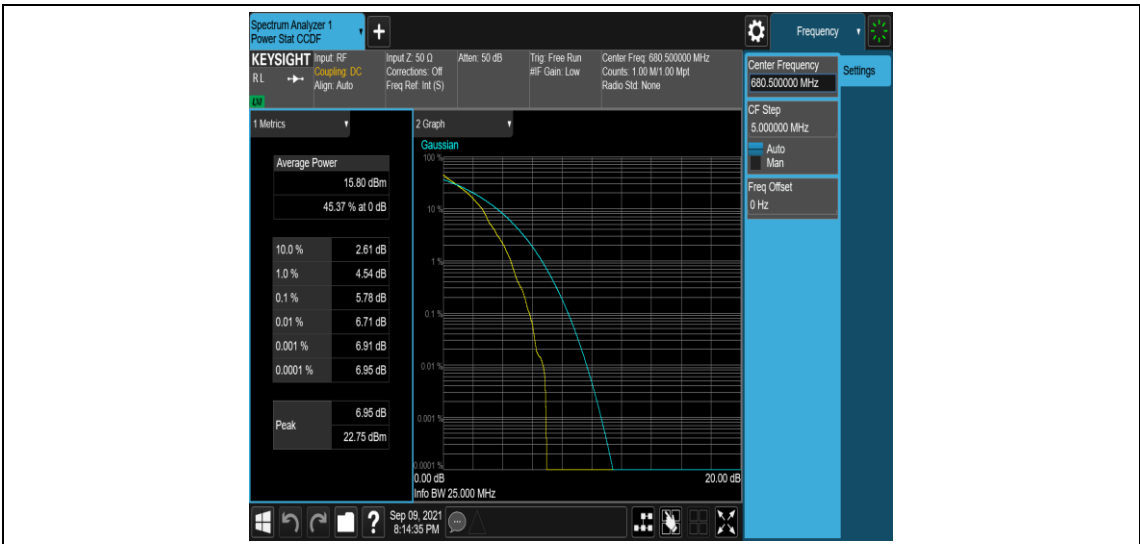 Spectrum Analyzer 1
Power Stat CCDF
+
Frequency
KEYSIGHT
RL
LXI
Input: RF
Coupling: DC
Align: Auto
Input Z: 50 Ω
Corrections: Off
Freq Ref: Int (S)
Atten: 50 dB
Trig: Free Run
#IF Gain: Low
Center Freq: 680.500000 MHz
Counts: 1.00 M/1.00 Mpt
Radio Std: None
Center Frequency
680.500000 MHz
Settings
CF Step
5.000000 MHz
Auto
Man
Freq Offset
0 Hz
1 Metrics
Average Power
15.80 dBm
45.37 % at 0 dB
10.0 % 2.61 dB
1.0 % 4.54 dB
0.1 % 5.78 dB
0.01 % 6.71 dB
0.001 % 6.91 dB
0.0001 % 6.95 dB
Peak
6.95 dB
22.75 dBm
2 Graph
Gaussian
100 %
10 %
1 %
0.1 %
0.01 %
0.001 %
0.0001 %
0.00 dB
20.00 dB
Info BW 25.000 MHz
?
Sep 09, 2021
8:14:35 PM